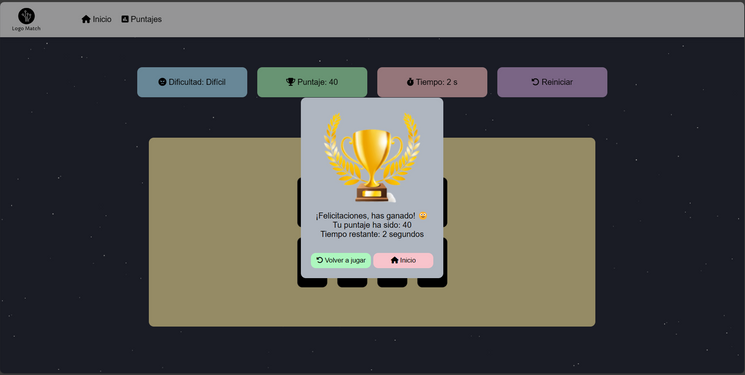 Logo Match
Inicio
Puntajes
Dificultad: Difícil
Puntaje: 40
Tiempo: 2 s
Reiniciar
¡Felicitaciones, has ganado! 😄
Tu puntaje ha sido: 40
Tiempo restante: 2 segundos
Volver a jugar
Inicio